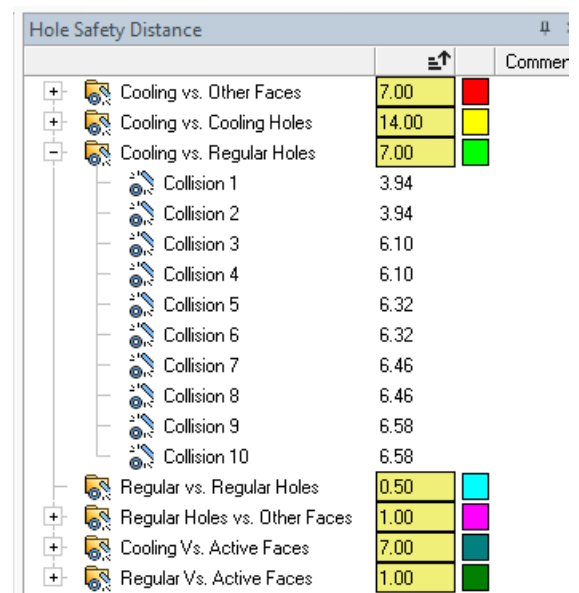 Hole Safety Distance
Commen
Cooling vs. Other Faces 7.00
Cooling vs. Cooling Holes 14.00
Cooling vs. Regular Holes 7.00
Collision 1 3.94
Collision 2 3.94
Collision 3 6.10
Collision 4 6.10
Collision 5 6.32
Collision 6 6.32
Collision 7 6.46
Collision 8 6.46
Collision 9 6.58
Collision 10 6.58
Regular vs. Regular Holes 0.50
Regular Holes vs. Other Faces 1.00
Cooling Vs. Active Faces 7.00
Regular Vs. Active Faces 1.00